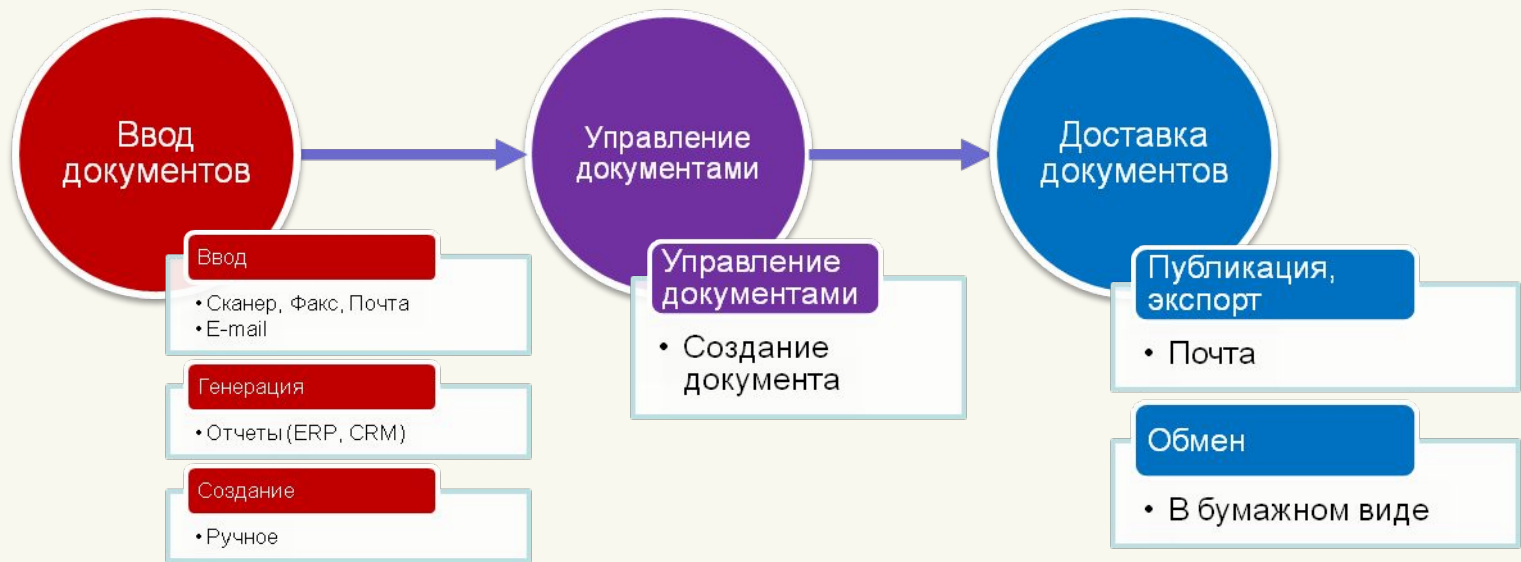 Ввод
документов
Управление
документами
Доставка
документов
Ввод
• Сканер, Факс, Почта
• E-mail
Генерация
• Отчеты (ERP, CRM)
Создание
• Ручное
Управление
документами
• Создание
документа
Публикация,
экспорт
• Почта
Обмен
• В бумажном виде